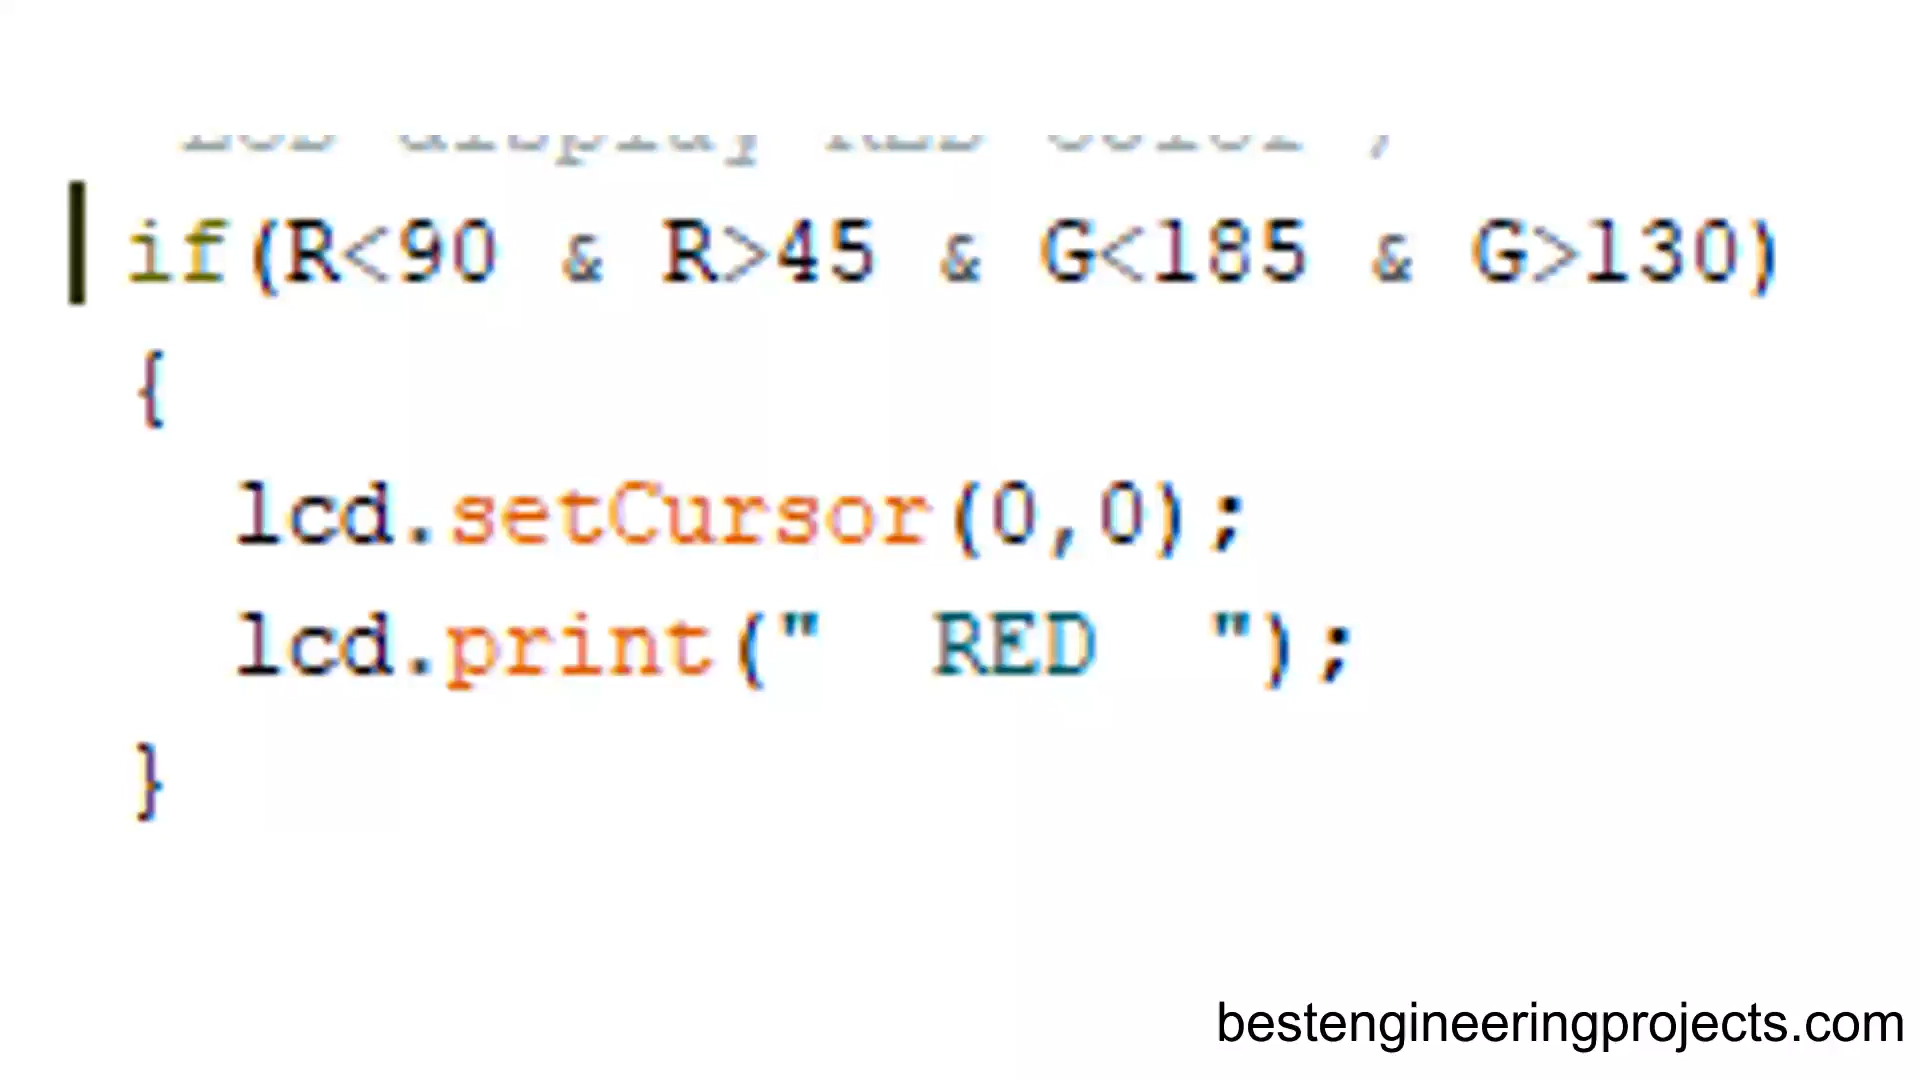 if(R<90 & R>45 & G<185 & G>130)
{
  lcd.setCursor(0,0);
  lcd.print("  RED  ");
}
bestengineeringprojects.com